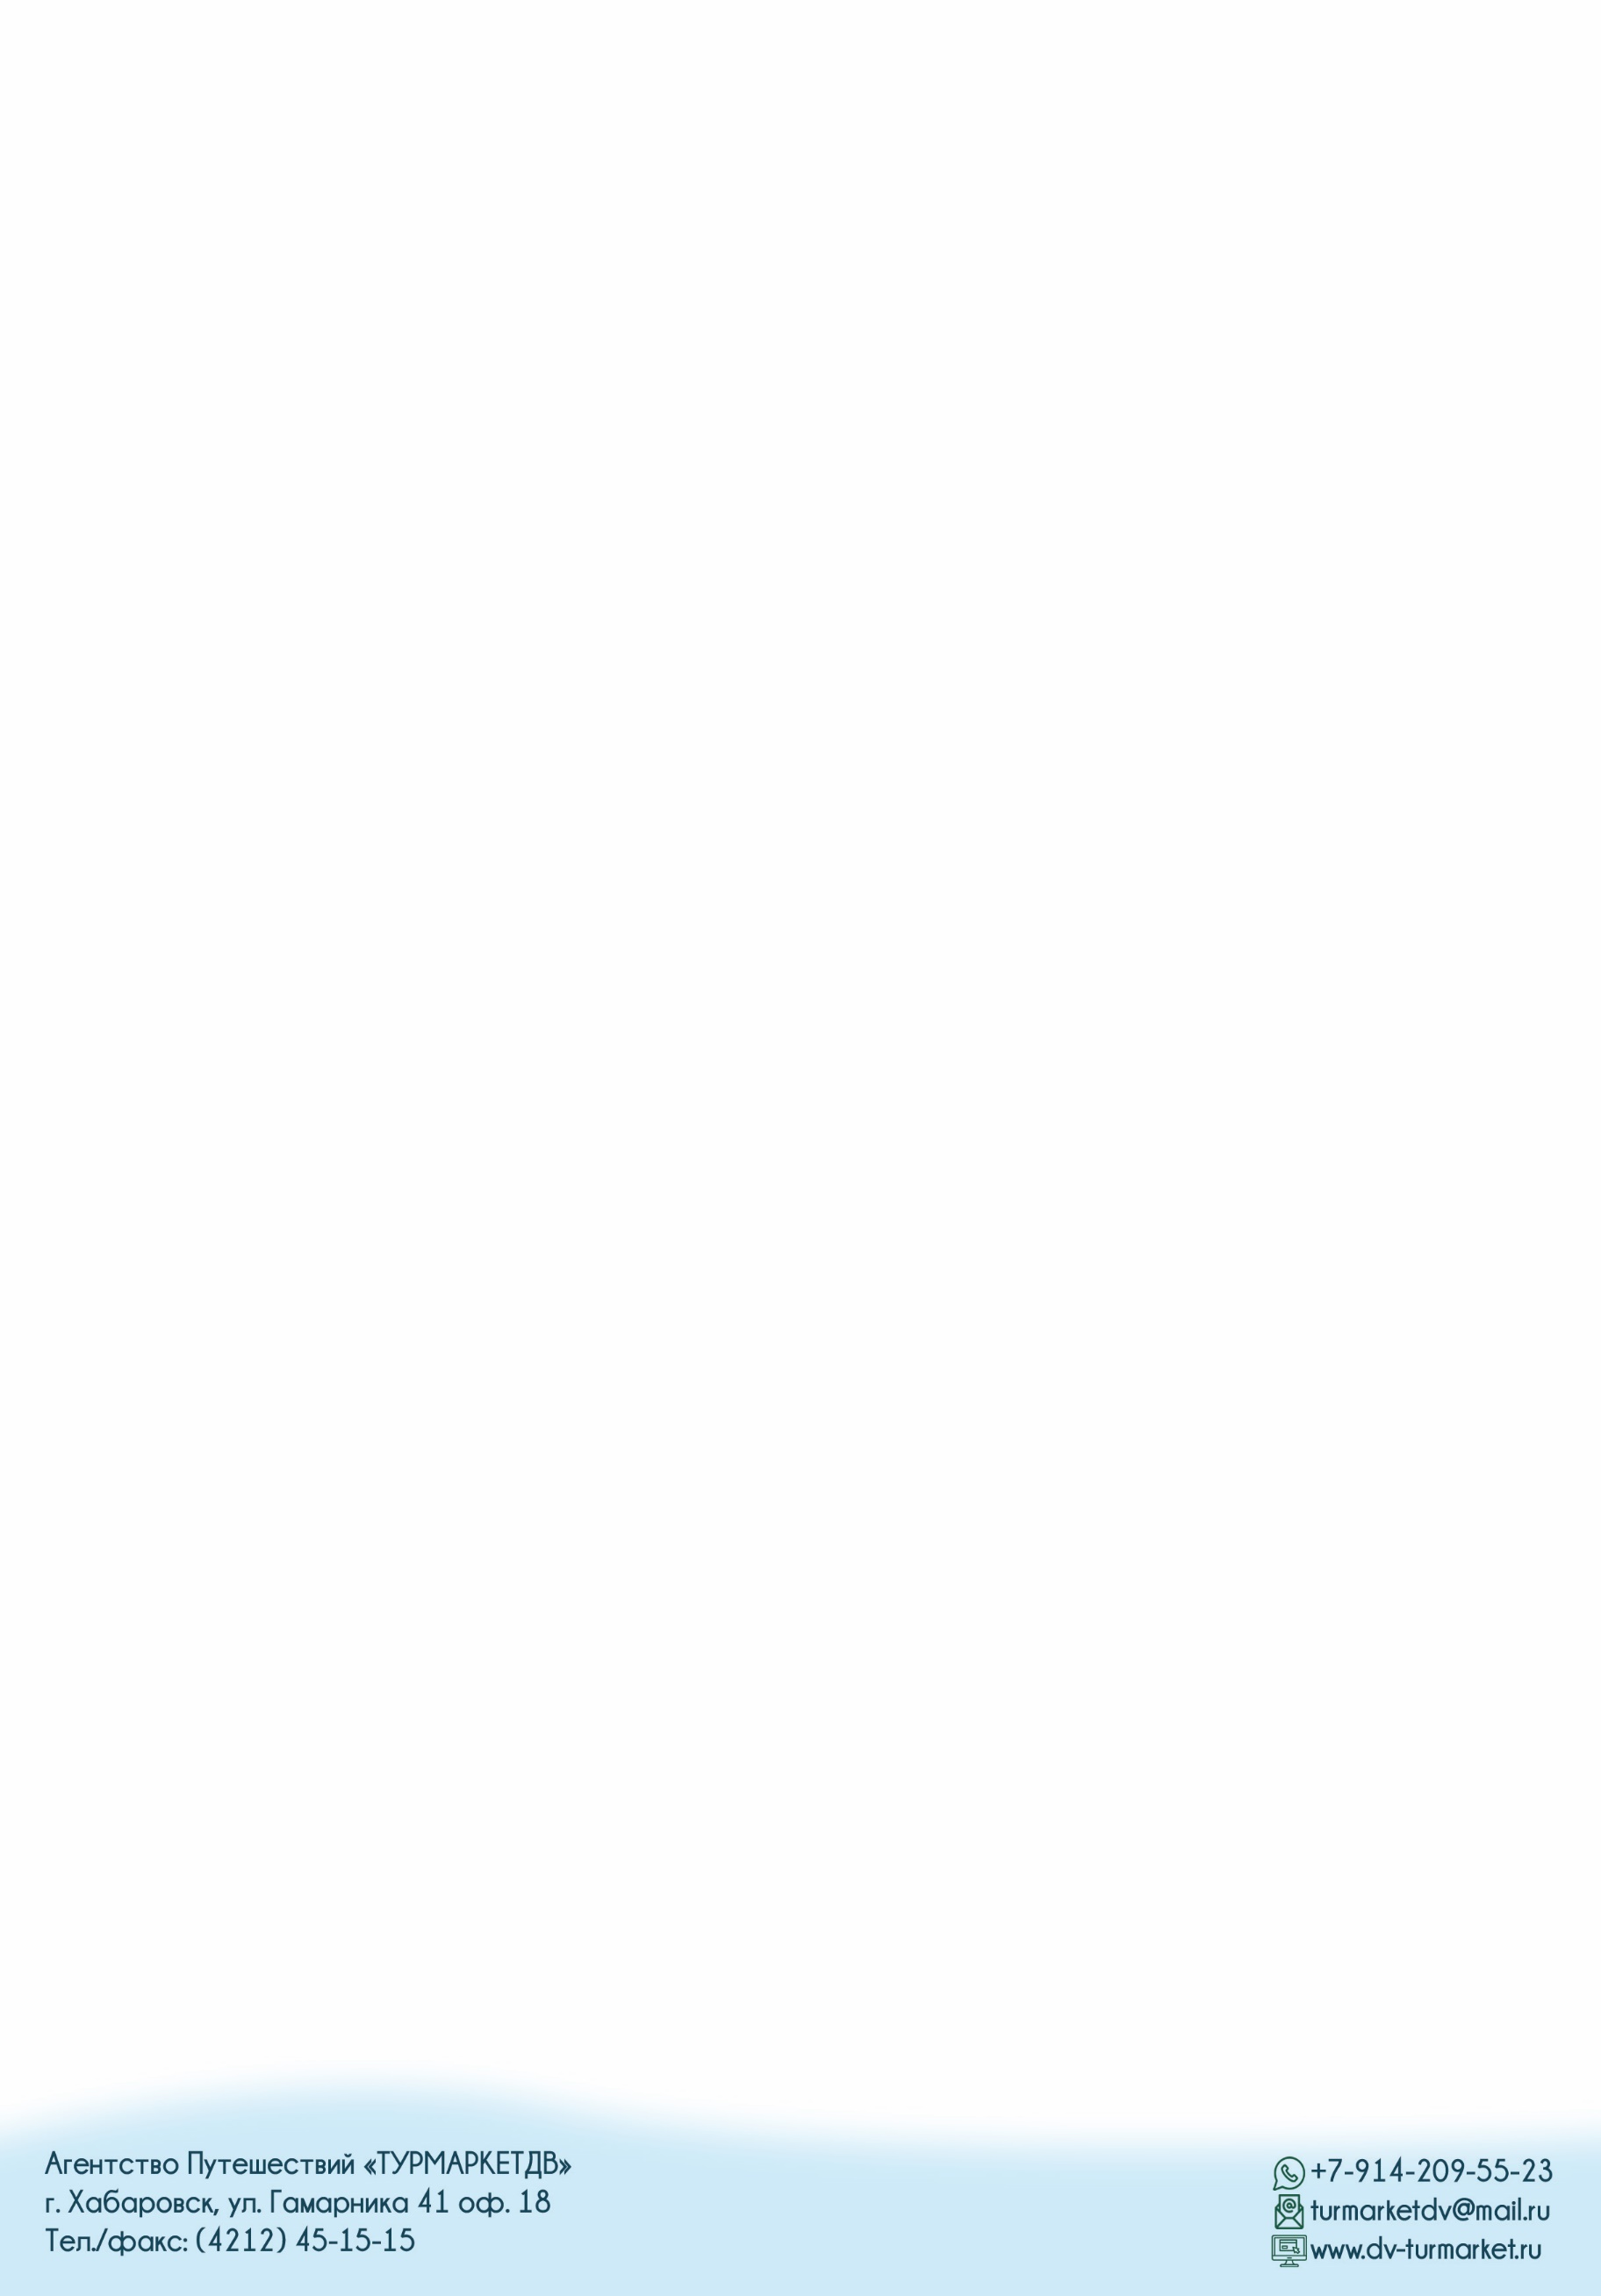 Агентство Путешествий «ТУРМАРКЕТДВ»
г. Хабаровск, ул. Гамарника 41 оф. 18
Тел./факс: (4212) 45-15-15
+7-914-209-55-23
turmarketdv@mail.ru
www.dv-turmarket.ru